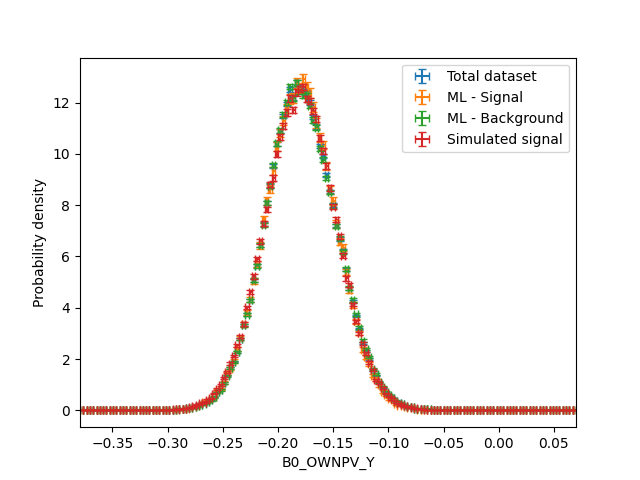 Total dataset
ML - Signal
ML - Background
Simulated signal
Probability density
12
10
8
6
4
2
0
−0.35 −0.30 −0.25 −0.20 −0.15 −0.10 −0.05 0.00 0.05
B0_OWNPV_Y